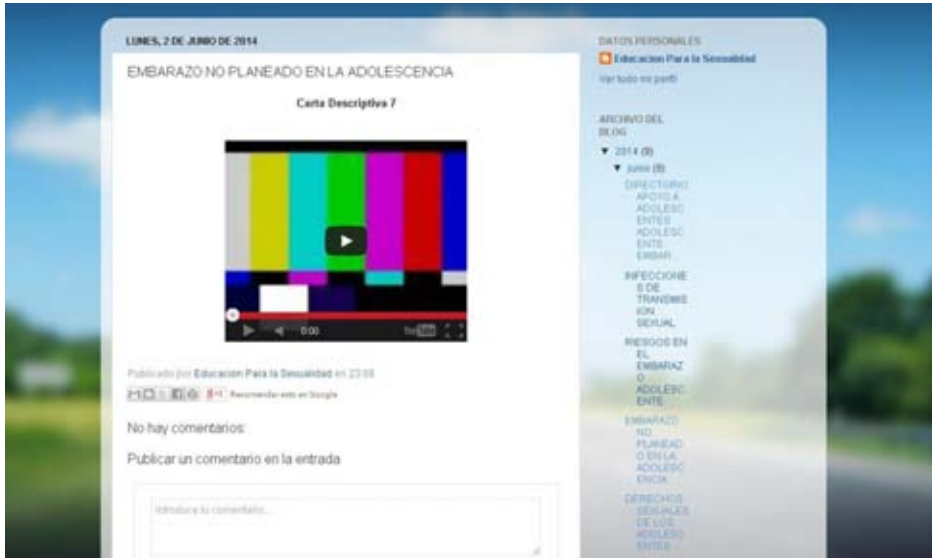 LUNES, 2 DE JUNIO DE 2014
EMBARAZO NO PLANEADO EN LA ADOLESCENCIA
Carta Descriptiva 7
0:00
YouTube
Publicado por Educacion Para la Sexualidad en 23:08
Recomendar esto en Google
No hay comentarios:
Publicar un comentario en la entrada
Introduce tu comentario...
DATOS PERSONALES
Educacion Para la Sexualidad
Ver todo mi perfil
ARCHIVO DEL
BLOG
▼ 2014 (9)
▼ junio (9)
DIRECTORIO
APOYO A
ADOLESC
ENTES
ADOLESC
ENTE
EMBAR...
INFECCIONE
S DE
TRANSMIS
ION
SEXUAL
RIESGOS EN
EL
EMBARAZ
O
ADOLESC
ENTE
EMBARAZO
NO
PLANEAD
O EN LA
ADOLESC
ENCIA
DERECHOS
SEXUALES
DE LOS
ADOLESC
ENTES